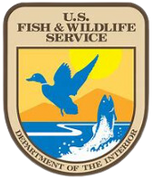 U.S.
FISH & WILDLIFE
SERVICE
DEPARTMENT OF THE INTERIOR